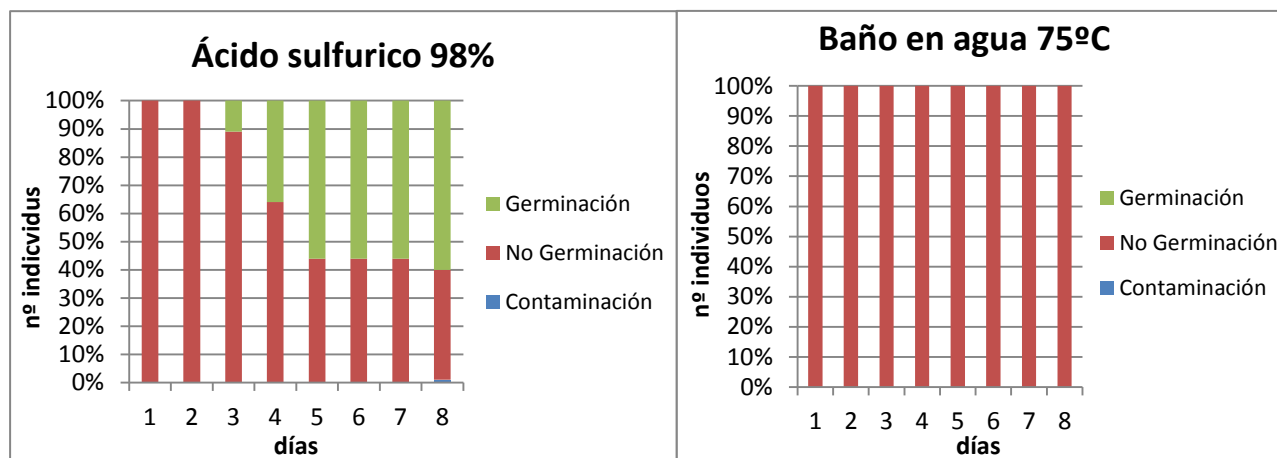 Ácido sulfurico 98%
100%
90%
80%
70%
60%
50%
40%
30%
20%
10%
0%
nº indicvidus
1 2 3 4 5 6 7 8
días
Germinación
No Germinación
Contaminación
Baño en agua 75ºC
100%
90%
80%
70%
60%
50%
40%
30%
20%
10%
0%
nº individuos
1 2 3 4 5 6 7 8
días
Germinación
No Germinación
Contaminación